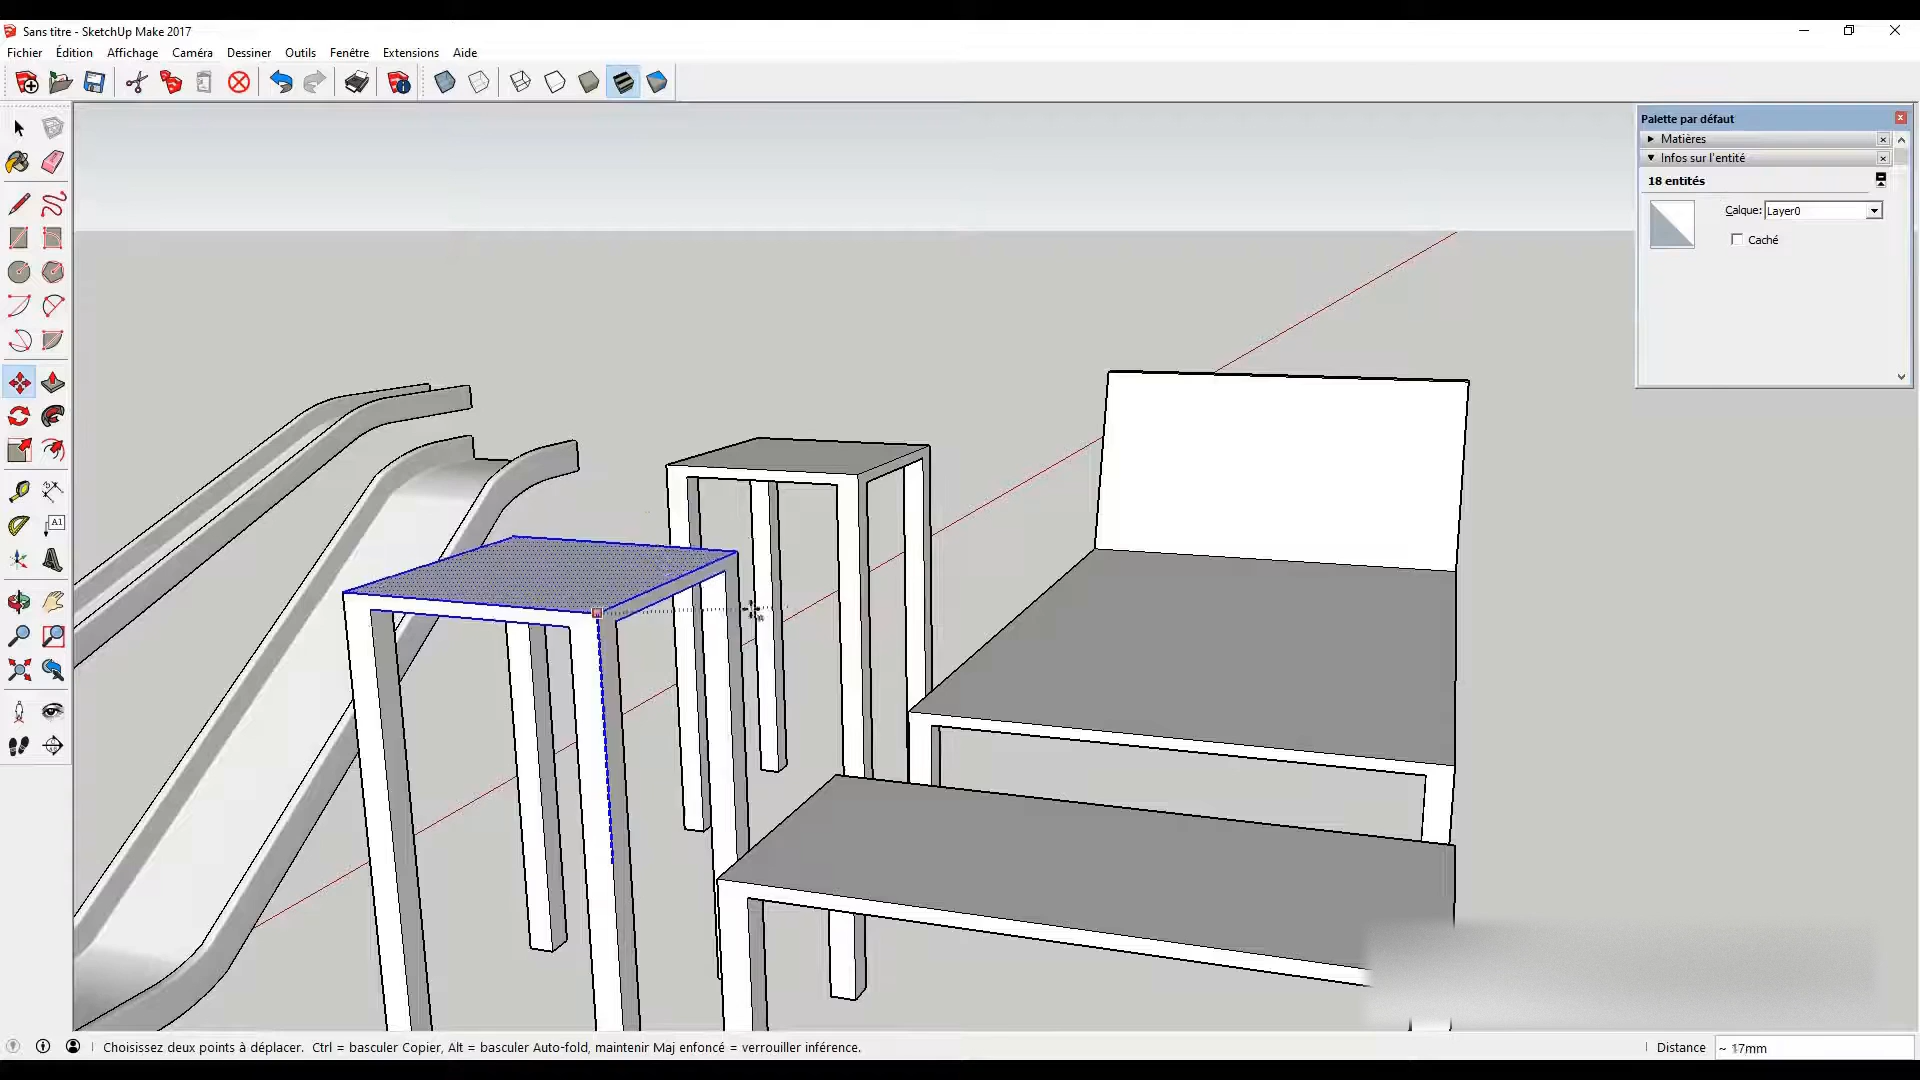 Sans titre - SketchUp Make 2017
Fichier Édition Affichage Caméra Dessiner Outils Fenêtre Extensions Aide
Palette par défaut
Matières
Infos sur l'entité
18 entités
Calque: Layer0
Caché
A1
Choisissez deux points à déplacer. Ctrl = basculer Copier, Alt = basculer Auto-fold, maintenir Maj enfoncé = verrouiller inférence.
Distance ~ 17mm